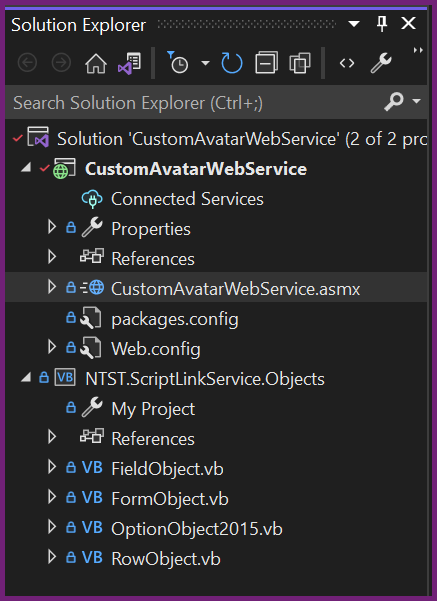 Solution Explorer
Search Solution Explorer (Ctrl+;)
Solution 'CustomAvatarWebService' (2 of 2 pro
CustomAvatarWebService
Connected Services
Properties
References
CustomAvatarWebService.asmx
packages.config
Web.config
VB NTST.ScriptLinkService.Objects
My Project
References
VB FieldObject.vb
VB FormObject.vb
VB OptionObject2015.vb
VB RowObject.vb